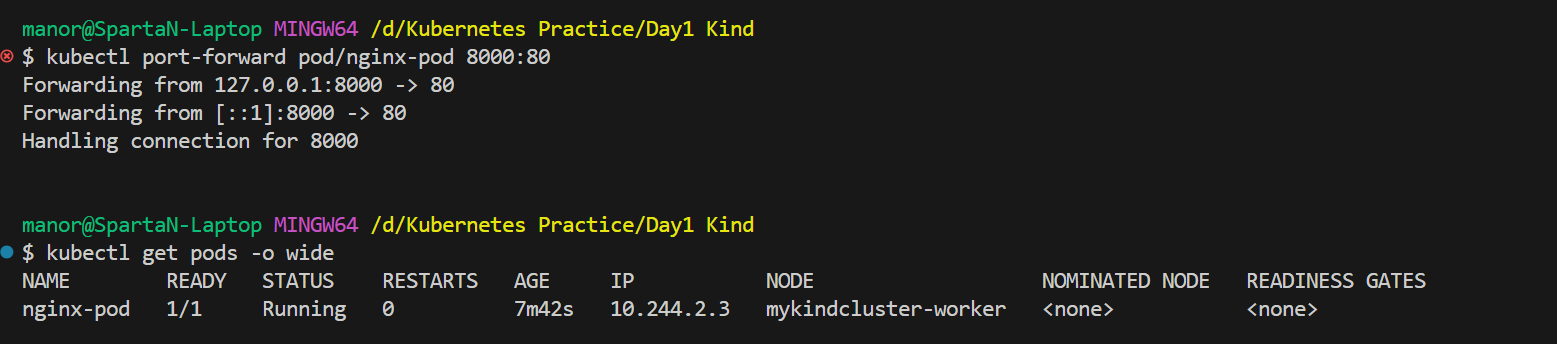 manor@SpartaN-Laptop MINGW64 /d/Kubernetes Practice/Day1 Kind
$ kubectl port-forward pod/nginx-pod 8000:80
Forwarding from 127.0.0.1:8000 -> 80
Forwarding from [::1]:8000 -> 80
Handling connection for 8000
manor@SpartaN-Laptop MINGW64 /d/Kubernetes Practice/Day1 Kind
$ kubectl get pods -o wide
NAME READY STATUS RESTARTS AGE IP NODE NOMINATED NODE READINESS GATES
nginx-pod 1/1 Running 0 7m42s 10.244.2.3 mykindcluster-worker <none> <none>